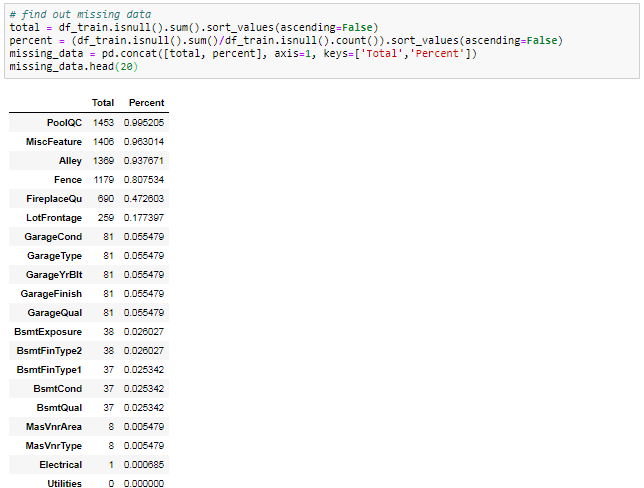 # find out missing data
total = df_train.isnull().sum().sort_values(ascending=False)
percent = (df_train.isnull().sum()/df_train.isnull().count()).sort_values(ascending=False)
missing_data = pd.concat([total, percent], axis=1, keys=['Total','Percent'])
missing_data.head(20)
Total Percent
PoolQC 1453 0.995205
MiscFeature 1406 0.963014
Alley 1369 0.937671
Fence 1179 0.807534
FireplaceQu 690 0.472603
LotFrontage 259 0.177397
GarageCond 81 0.055479
GarageType 81 0.055479
GarageYrBlt 81 0.055479
GarageFinish 81 0.055479
GarageQual 81 0.055479
BsmtExposure 38 0.026027
BsmtFinType2 38 0.026027
BsmtFinType1 37 0.025342
BsmtCond 37 0.025342
BsmtQual 37 0.025342
MasVnrArea 8 0.005479
MasVnrType 8 0.005479
Electrical 1 0.000685
Utilities 0 0.000000